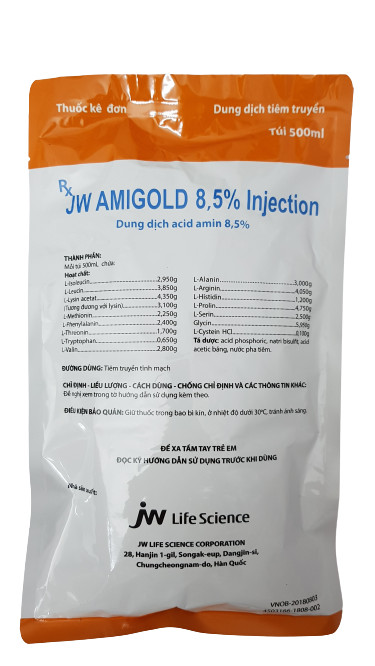 Thuốc kê đơn
Dung dịch tiêm truyền
Túi 500ml
Rx
JW AMIGOLD 8,5% Injection
Dung dịch acid amin 8,5%
THÀNH PHẦN:
Mỗi túi 500mL chứa:
Hoạt chất:
L-Isoleucin 2,950g
L-Leucin 3,850g
L-Lysin acetat 4,350g
(Tương đương với lysin) 3,100g
L-Methionin 2,250g
L-Phenylalanin 2,400g
L-Threonin 1,700g
L-Tryptophan 0,650g
L-Valin 2,800g
L-Alanin 3,000g
L-Arginin 4,050g
L-Histidin 1,200g
L-Prolin 4,750g
L-Serin 2,500g
Glycin 5,950g
L-Cystein HCl 0,100g
Tá dược: acid phosphoric, natri bisulfit, acid
acetic băng, nước pha tiêm.
ĐƯỜNG DÙNG: Tiêm truyền tĩnh mạch
CHỈ ĐỊNH - LIỀU LƯỢNG - CÁCH DÙNG - CHỐNG CHỈ ĐỊNH VÀ CÁC THÔNG TIN KHÁC:
Đề nghị xem trong tờ hướng dẫn sử dụng kèm theo.
ĐIỀU KIỆN BẢO QUẢN: Giữ thuốc trong bao bì kín, ở nhiệt độ dưới 30°C, tránh ánh sáng.
ĐỂ XA TẦM TAY TRẺ EM
ĐỌC KỸ HƯỚNG DẪN SỬ DỤNG TRƯỚC KHI DÙNG
Nhà sản xuất:
JW Life Science
JW LIFE SCIENCE CORPORATION
28, Hanjin 1-gil, Songak-eup, Dangjin-si,
Chungcheongnam-do, Hàn Quốc
VNOB-20180803
1808-002